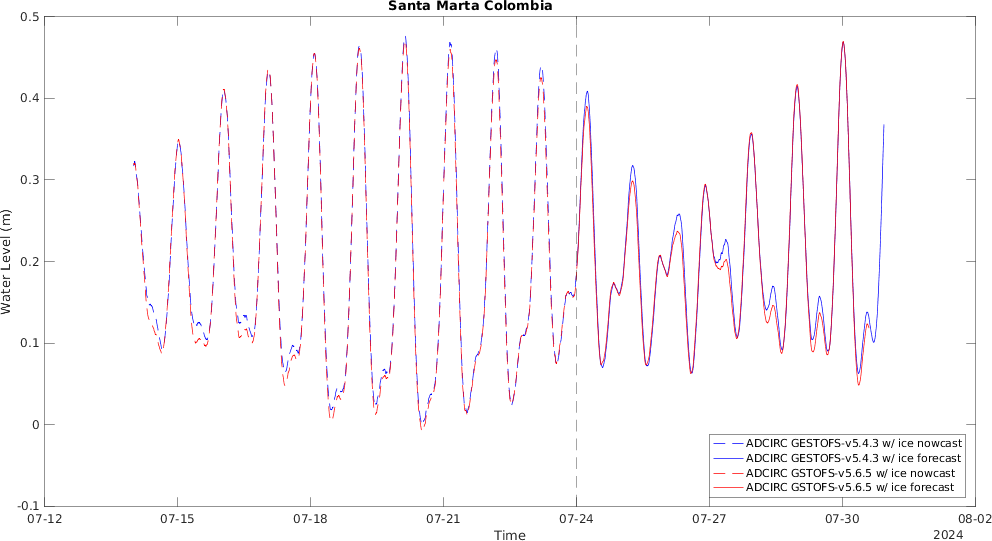 Santa Marta Colombia
0.5
0.4
0.3
0.2
0.1
0
-0.1
Water Level (m)
ADCIRC GESTOFS-v5.4.3 w/ ice nowcast
ADCIRC GESTOFS-v5.4.3 w/ ice forecast
ADCIRC GSTOFS-v5.6.5 w/ ice nowcast
ADCIRC GSTOFS-v5.6.5 w/ ice forecast
07-12 07-15 07-18 07-21 07-24 07-27 07-30 08-02
Time
2024